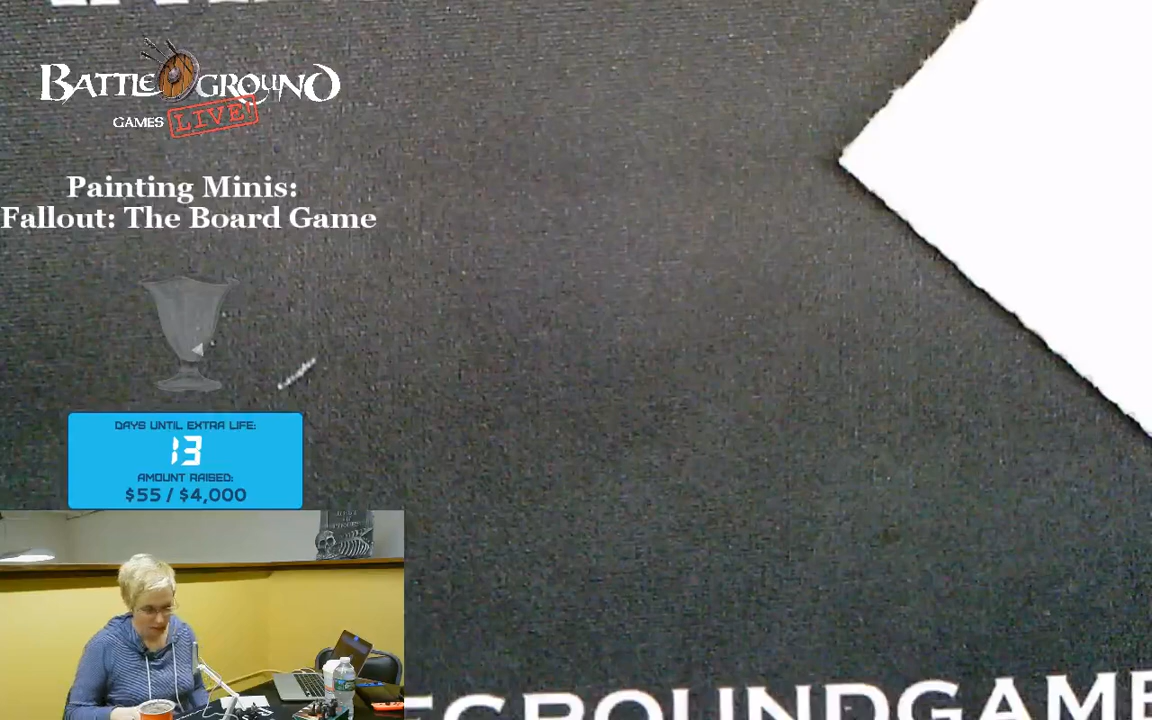 BATTLEGROUND
GAMES LIVE!
Painting Minis:
Fallout: The Board Game
DAYS UNTIL EXTRA LIFE:
13
AMOUNT RAISED:
$55 / $4,000
EGROUNDGAME